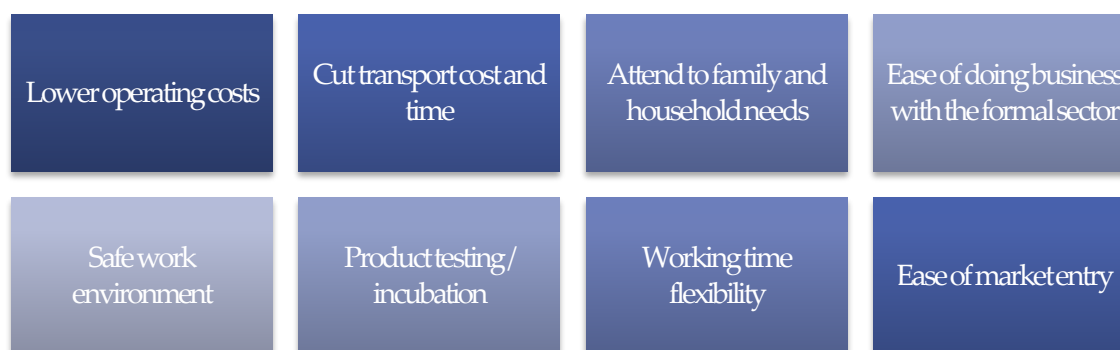 Lower operating costs
Cut transport cost and
time
Attend to family and
household needs
Ease of doing business
with the formal sector
Safe work
environment
Product testing /
incubation
Working time
flexibility
Ease of market entry